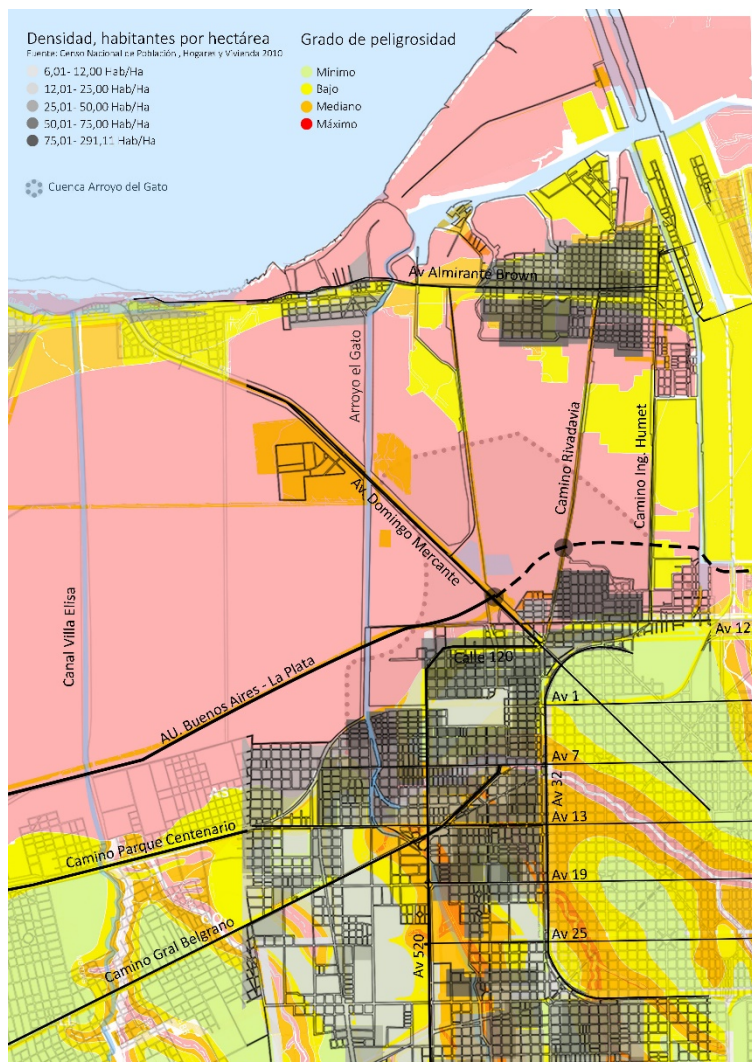 Densidad, habitantes por hectárea
Fuente: Censo Nacional de Población , Hogares y Vivienda 2010
6,01- 12,00 Hab/Ha
12,01- 25,00 Hab/Ha
25,01- 50,00 Hab/Ha
50,01- 75,00 Hab/Ha
75,01- 291,11 Hab/Ha
Cuenca Arroyo del Gato
Grado de peligrosidad
Mínimo
Bajo
Mediano
Máximo
Av Almirante Brown
Arroyo el Gato
Av. Domingo Mercante
Camino Rivadavia
Camino Ing. Humet
Canal Villa Elisa
AU. Buenos Aires - La Plata
Calle 120
Av 12
Av 1
Av 7
Av 32
Av 13
Camino Parque Centenario
Av 19
Camino Gral Belgrano
Av 520
Av 25